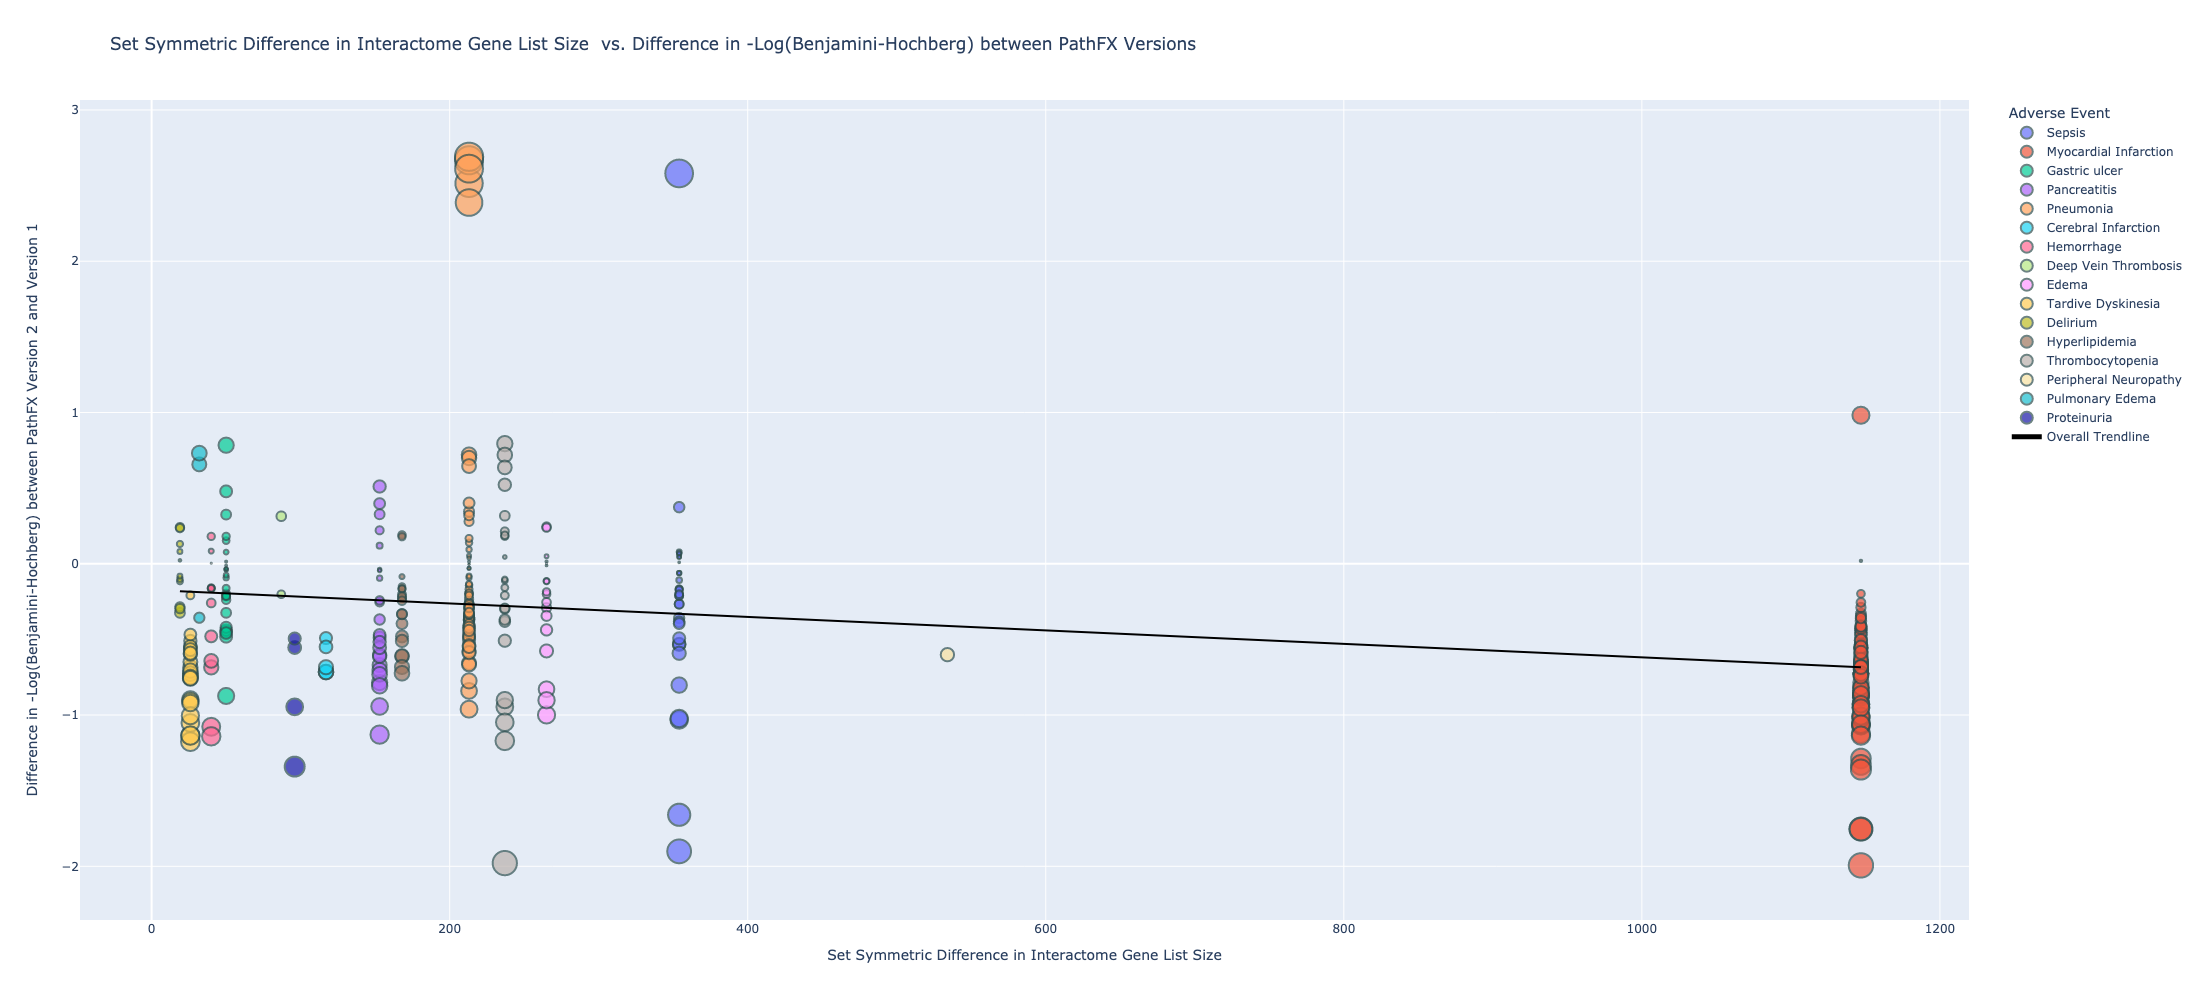 Set Symmetric Difference in Interactome Gene List Size  vs. Difference in -Log(Benjamini-Hochberg) between PathFX Versions
Difference in -Log(Benjamini-Hochberg) between PathFX Version 2 and Version 1
3
2
1
0
−1
−2
0
200
400
600
800
1000
1200
Set Symmetric Difference in Interactome Gene List Size
Adverse Event
Sepsis
Myocardial Infarction
Gastric ulcer
Pancreatitis
Pneumonia
Cerebral Infarction
Hemorrhage
Deep Vein Thrombosis
Edema
Tardive Dyskinesia
Delirium
Hyperlipidemia
Thrombocytopenia
Peripheral Neuropathy
Pulmonary Edema
Proteinuria
Overall Trendline